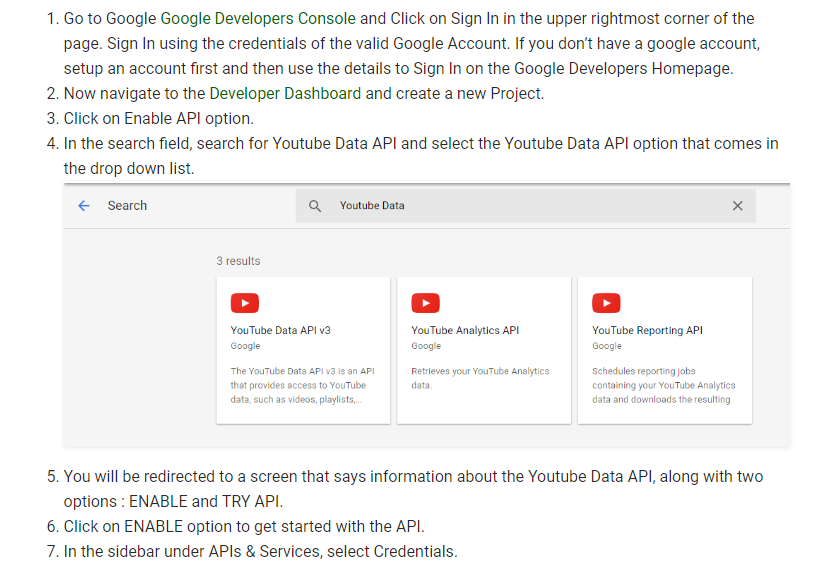 1. Go to Google Google Developers Console and Click on Sign In in the upper rightmost corner of the
page. Sign In using the credentials of the valid Google Account. If you don’t have a google account,
setup an account first and then use the details to Sign In on the Google Developers Homepage.
2. Now navigate to the Developer Dashboard and create a new Project.
3. Click on Enable API option.
4. In the search field, search for Youtube Data API and select the Youtube Data API option that comes in
the drop down list.
Search
Youtube Data
3 results
YouTube Data API v3
Google
The YouTube Data API v3 is an API
that provides access to YouTube
data, such as videos, playlists,...
YouTube Analytics API
Google
Retrieves your YouTube Analytics
data.
YouTube Reporting API
Google
Schedules reporting jobs
containing your YouTube Analytics
data and downloads the resulting
5. You will be redirected to a screen that says information about the Youtube Data API, along with two
options : ENABLE and TRY API.
6. Click on ENABLE option to get started with the API.
7. In the sidebar under APIs & Services, select Credentials.